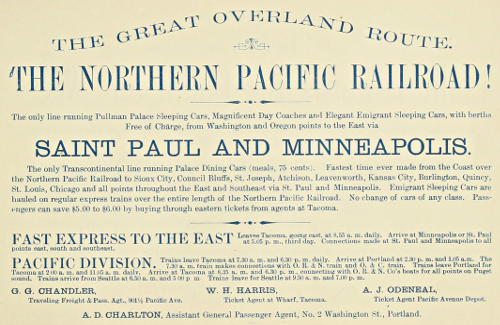 THE GREAT OVERLAND ROUTE.
THE NORTHERN PACIFIC RAILROAD!
The only line running Pullman Palace Sleeping Cars, Magnificent Day Coaches and Elegant Emigrant Sleeping Cars, with berths
Free of Charge, from Washington and Oregon points to the East via
SAINT PAUL AND MINNEAPOLIS.
The only Transcontinental line running Palace Dining Cars (meals, 75 cents). Fastest time ever made from the Coast over
the Northern Pacific Railroad to Sioux City, Council Bluffs, St. Joseph, Atchison, Leavenworth, Kansas City, Burlington, Quincy,
St. Louis, Chicago and all points throughout the East and Southeast via St. Paul and Minneapolis. Emigrant Sleeping Cars are
hauled on regular express trains over the entire length of the Northern Pacific Railroad. No change of cars of any class. Pass-
engers can save $5.00 to $6.00 by buying through eastern tickets from agents at Tacoma.
FAST EXPRESS TO THE EAST Leaves Tacoma, going east, at 8.55 a. m. daily. Arrive at Minneapolis or St. Paul
at 5.05 p. m., third day. Connections made at St. Paul and Minneapolis to all
points east, south and southeast.
PACIFIC DIVISION. Trains leave Tacoma at 7.30 a. m. and 6.30 p. m. daily. Arrive at Portland at 2.30 p. m. and 1.05 a. m. The
7.30 a. m. train makes connections with O. R. & N. and O. & C. trains. Trains leave Portland for
Tacoma at 2.00 a. m. and 11.05 a. m. daily. Arrive at Tacoma at 8.15 a. m. and 6.30 p. m., connecting with O. R. & N. Co's boats for all points on Puget
sound. Trains arrive from Seattle at 6.50 a. m. and 5 00 p m Trains leave for Seattle at 9.50 a. m. and 7.00 p. m.
G. G. CHANDLER, W. H. HARRIS, A. J. ODENEAL,
Traveling Freight & Pass. Agt., 901½ Pacific Ave. Ticket Agent at Wharf, Tacoma. Ticket Agent Pacific Avenue Depot.
A. D. CHARLTON, Assistant General Passenger Agent, No. 2 Washington St., Portland.